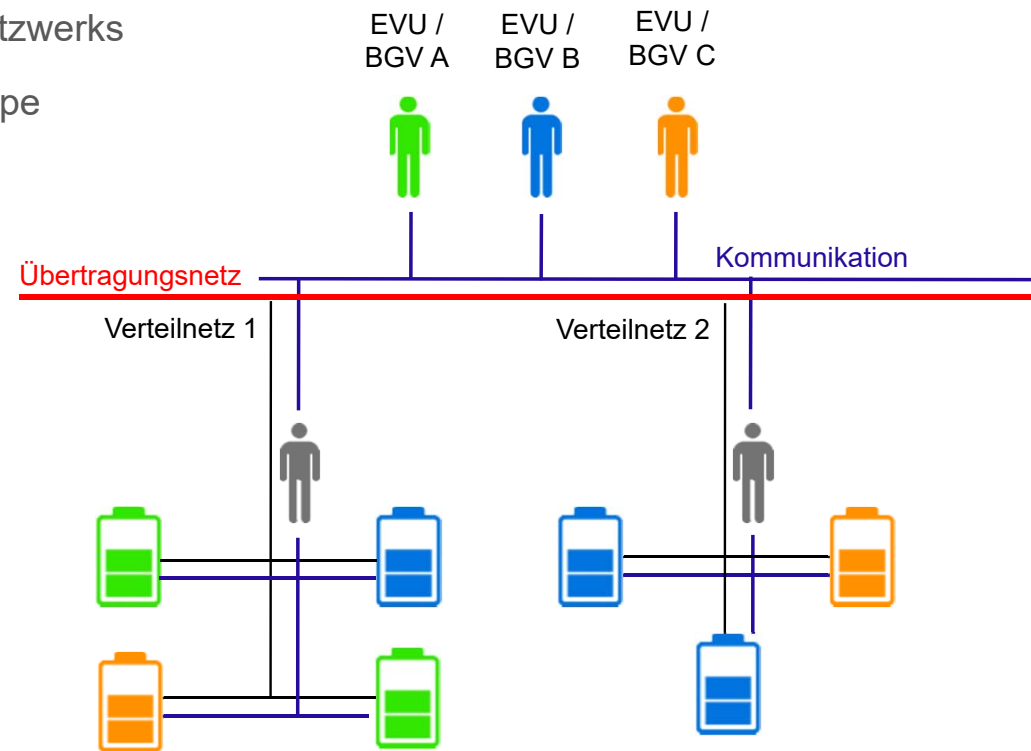 tzwerks
pe
EVU /
BGV A
EVU /
BGV B
EVU /
BGV C
Kommunikation
Übertragungsnetz
Verteilnetz 1
Verteilnetz 2